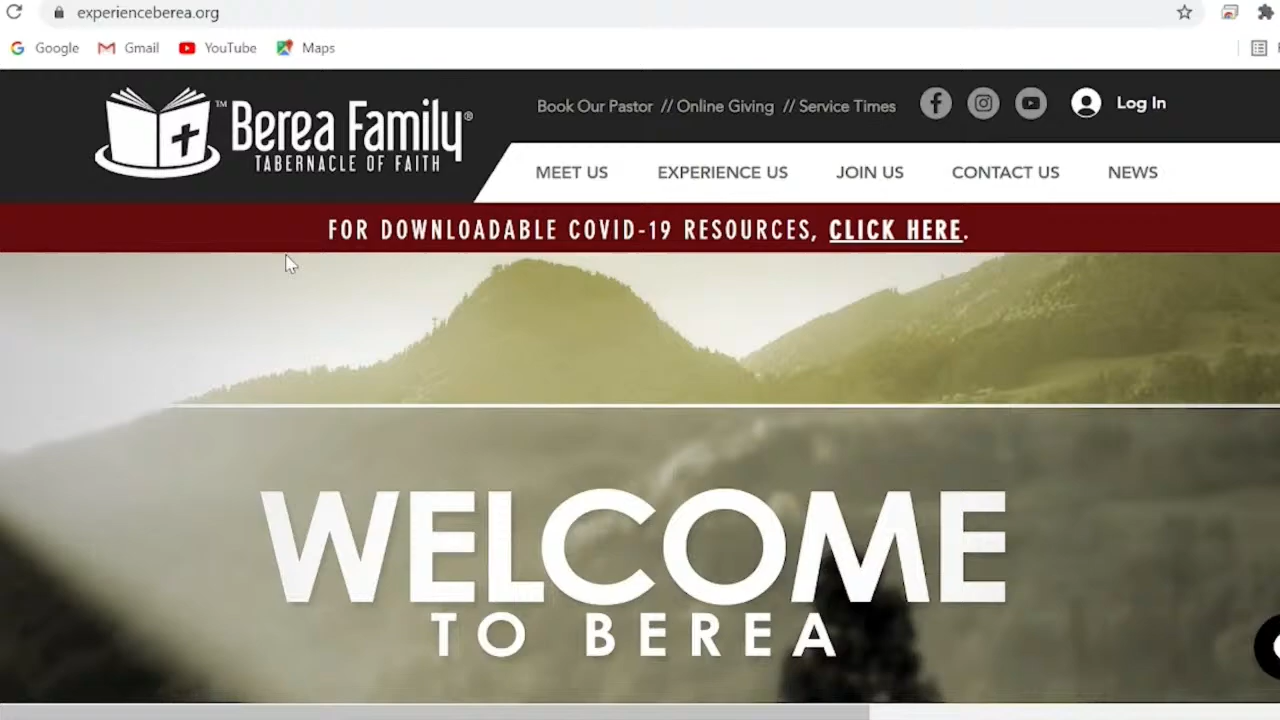 experienceberea.org
Google Gmail YouTube Maps
Berea Family®
™
TABERNACLE OF FAITH
Book Our Pastor // Online Giving // Service Times
Log In
MEET US EXPERIENCE US JOIN US CONTACT US NEWS
FOR DOWNLOADABLE COVID-19 RESOURCES, CLICK HERE.
WELCOME
TO BEREA